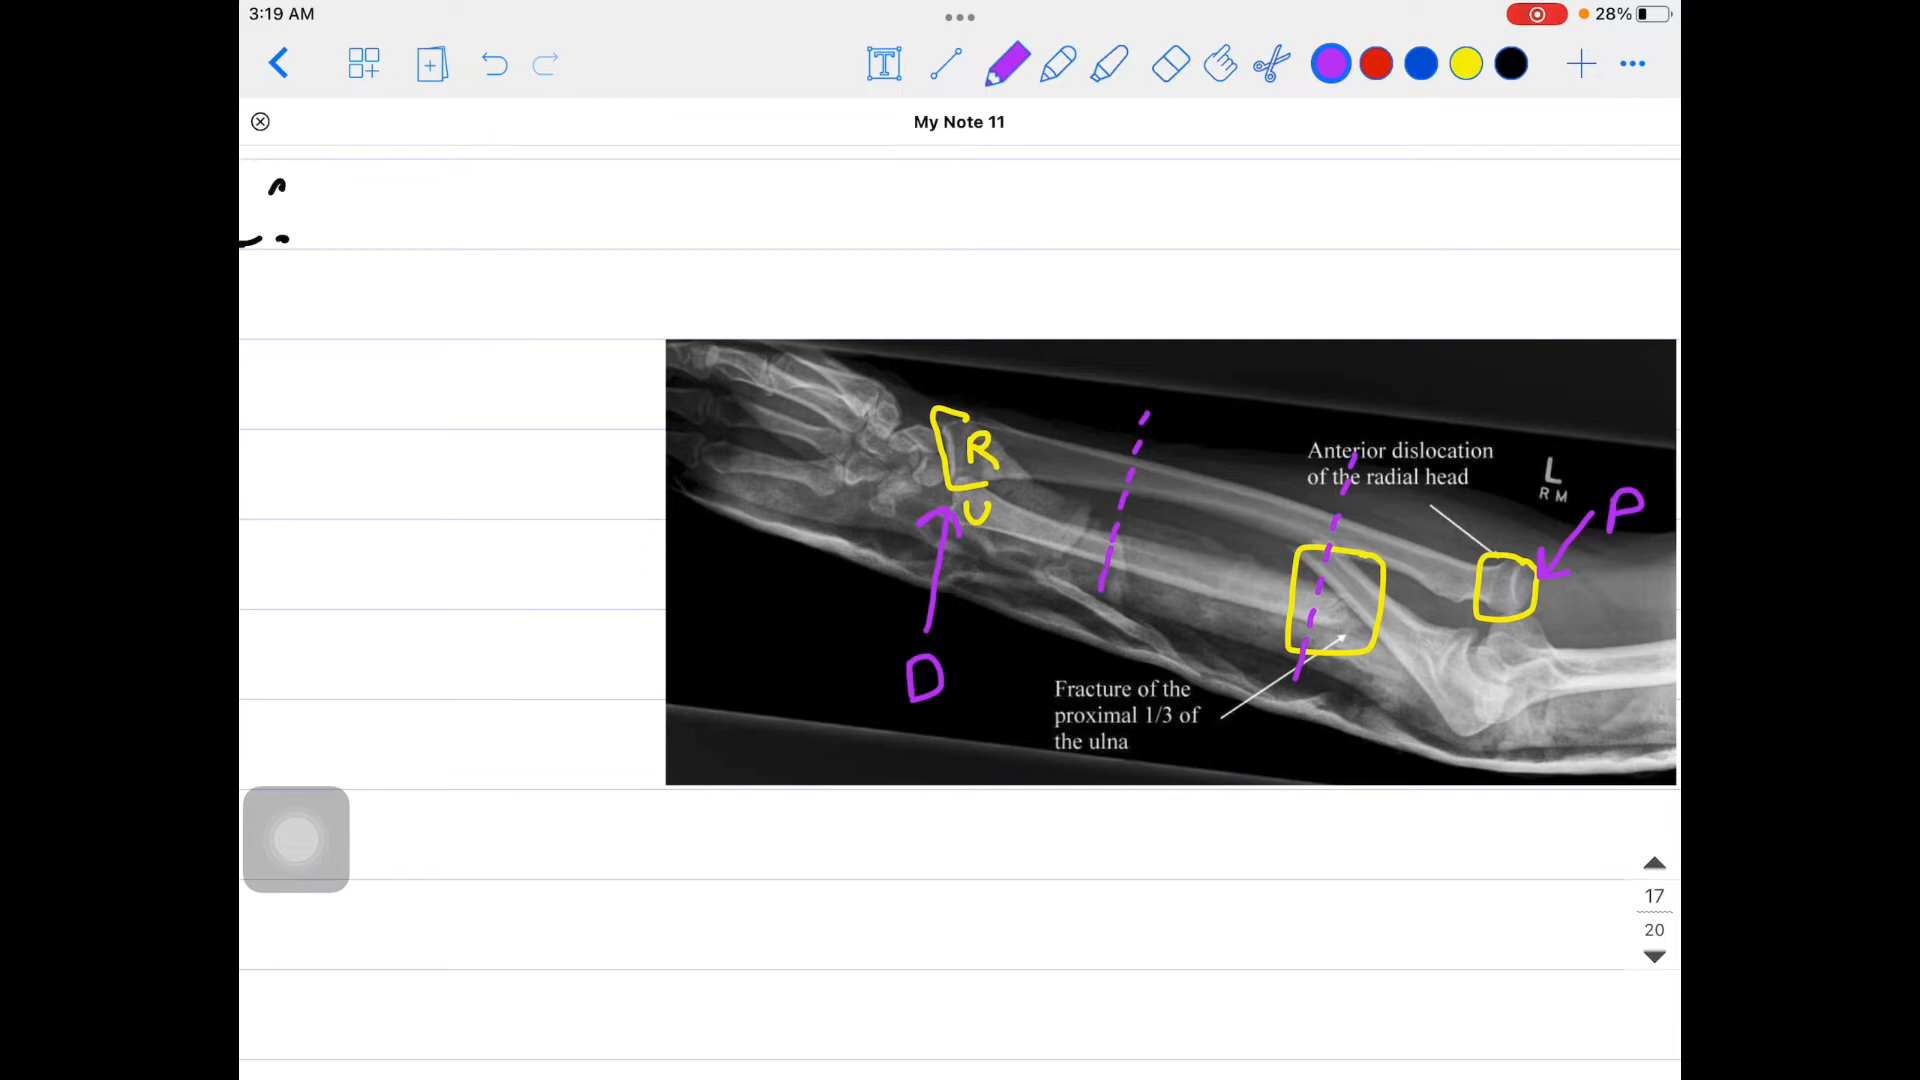 3:19 AM
28%
T
My Note 11
R
U
Anterior dislocation
of the radial head
L
R M
P
D
Fracture of the
proximal 1/3 of
the ulna
17
20